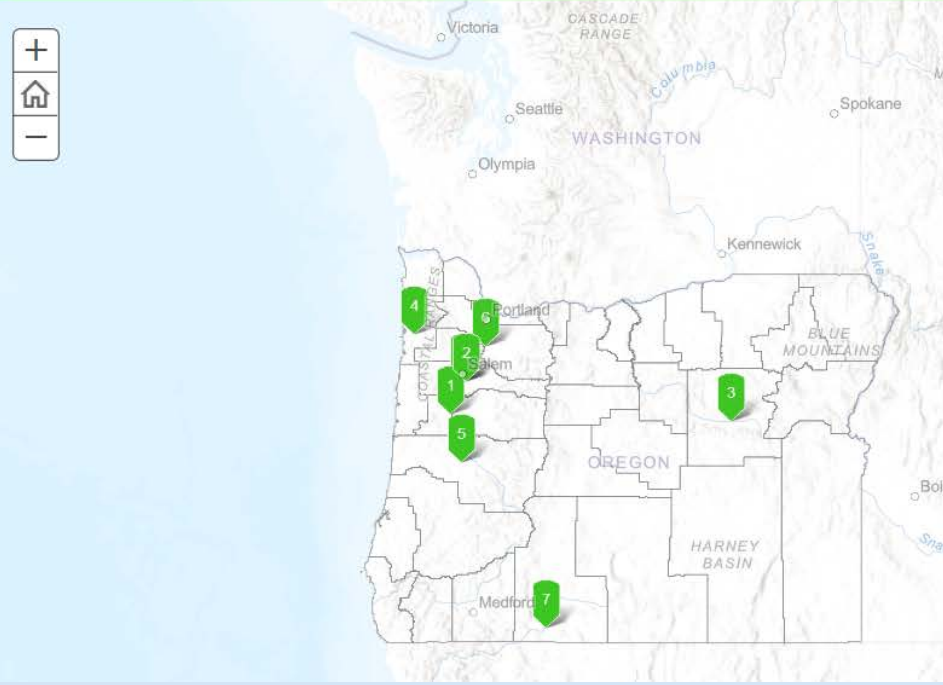 +
−
Victoria
CASCADE
RANGE
Columbia
Seattle
Spokane
WASHINGTON
Olympia
Kennewick
Snake
COASTAL RANGES
4
6
Portland
2
Salem
1
BLUE
MOUNTAINS
3
5
OREGON
HARNEY
BASIN
Medford
7